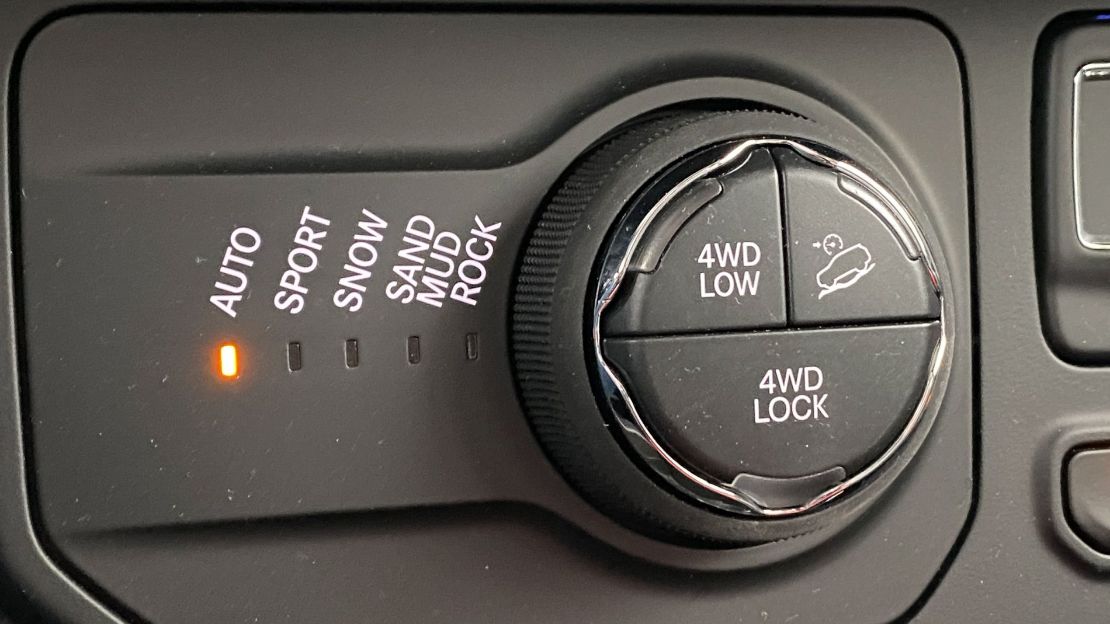 AUTO
SPORT
SNOW
SAND
MUD
ROCK
4WD
LOW
4WD
LOCK